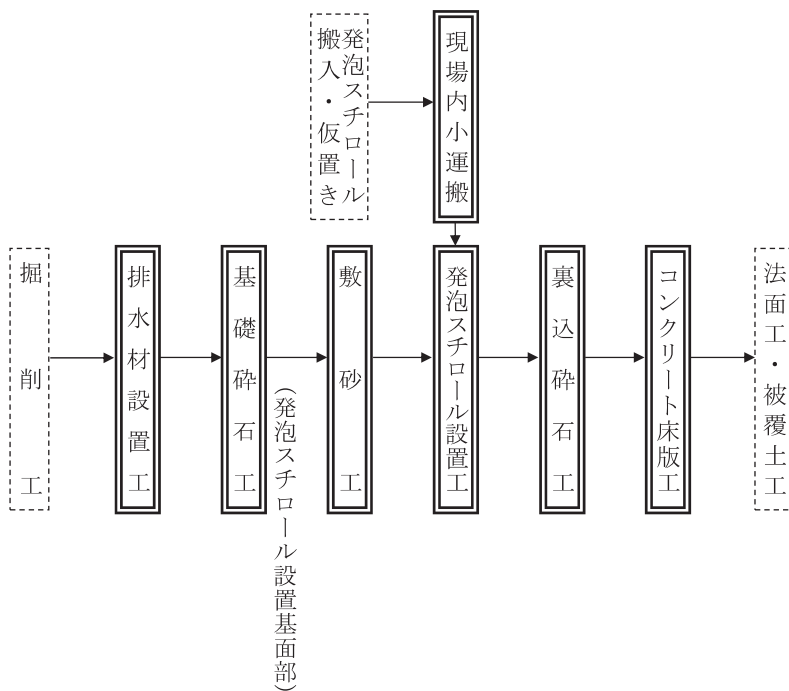 発泡スチロール
搬入・仮置き
現場内小運搬
掘削工
排水材設置工
基礎砕石工
(発泡スチロール設置基面部)
敷砂工
発泡スチロール設置工
裏込砕石工
コンクリート床版工
法面工・被覆土工